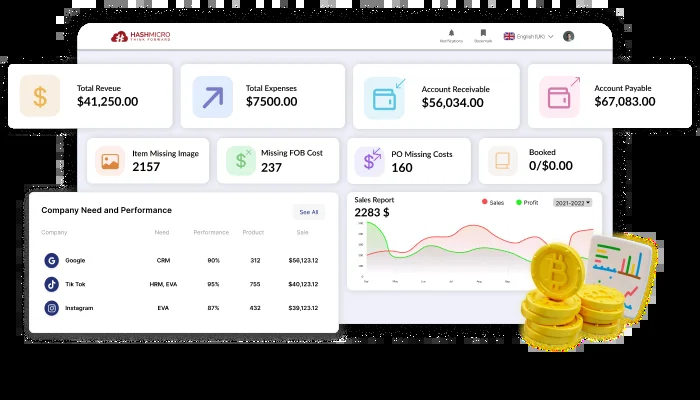 HASHMICRO
THINK FORWARD
Notifications
Bookmark
English (UK)
Total Reveue
$41,250.00
Total Expenses
$7500.00
Account Receivable
$56,034.00
Account Payable
$67,083.00
Item Missing Image
2157
Missing FOB Cost
237
PO Missing Costs
160
Booked
0/$0.00
Company Need and Performance
See All
Company Need Performance Product Sale
Google CRM 90% 312 $56,123.12
Tik Tok HRM, EVA 95% 755 $40,123.12
Instagram EVA 87% 432 $39,123.12
Sales Report
2283 $
Sales
Profit
2021-2022